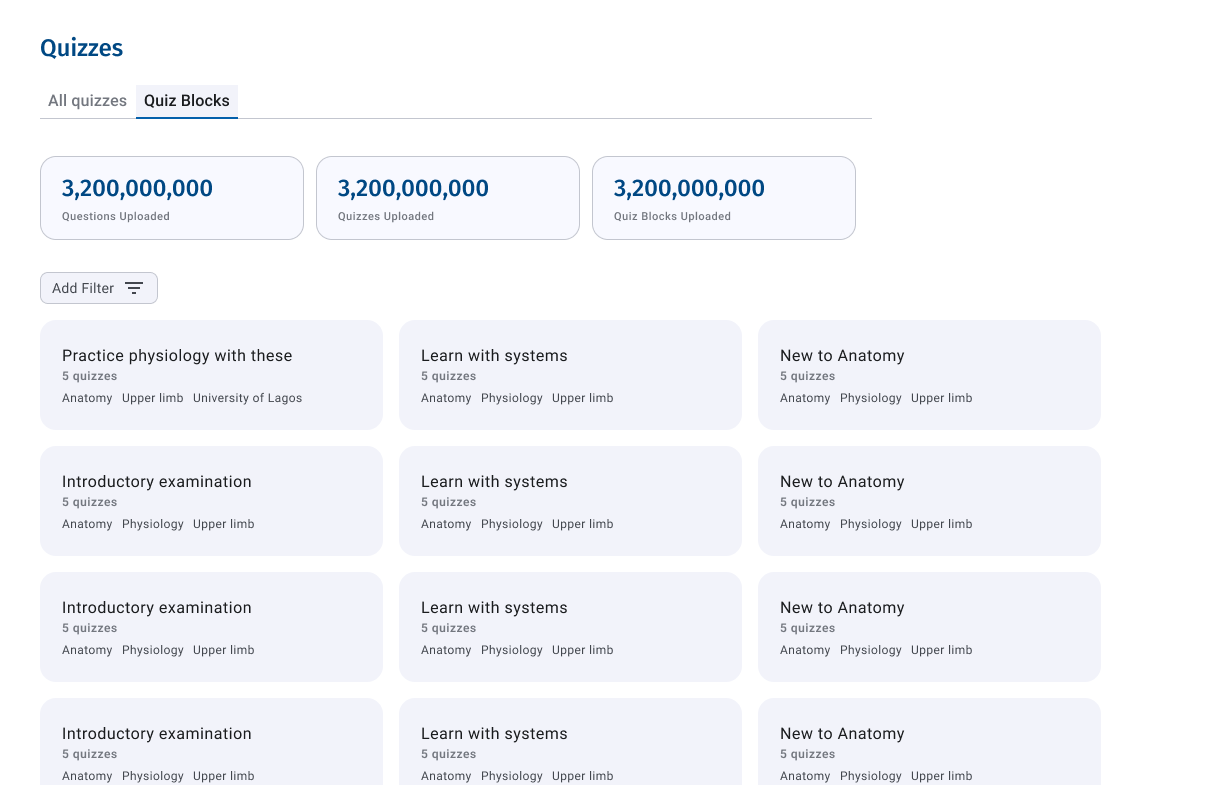 Quizzes
All quizzes Quiz Blocks
3,200,000,000 3,200,000,000 3,200,000,000
Questions Uploaded Quizzes Uploaded Quiz Blocks Uploaded
Add Filter
Practice physiology with these Learn with systems New to Anatomy
5 quizzes 5 quizzes 5 quizzes
Anatomy Upper limb University of Lagos Anatomy Physiology Upper limb Anatomy Physiology Upper limb
Introductory examination Learn with systems New to Anatomy
5 quizzes 5 quizzes 5 quizzes
Anatomy Physiology Upper limb Anatomy Physiology Upper limb Anatomy Physiology Upper limb
Introductory examination Learn with systems New to Anatomy
5 quizzes 5 quizzes 5 quizzes
Anatomy Physiology Upper limb Anatomy Physiology Upper limb Anatomy Physiology Upper limb
Introductory examination Learn with systems New to Anatomy
5 quizzes 5 quizzes 5 quizzes
Anatomy Physiology Upper limb Anatomy Physiology Upper limb Anatomy Physiology Upper limb